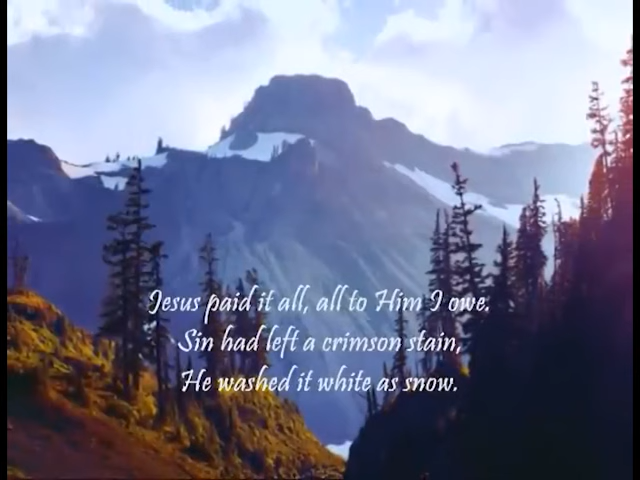 Jesus paid it all, all to Him I owe.
Sin had left a crimson stain,
He washed it white as snow.